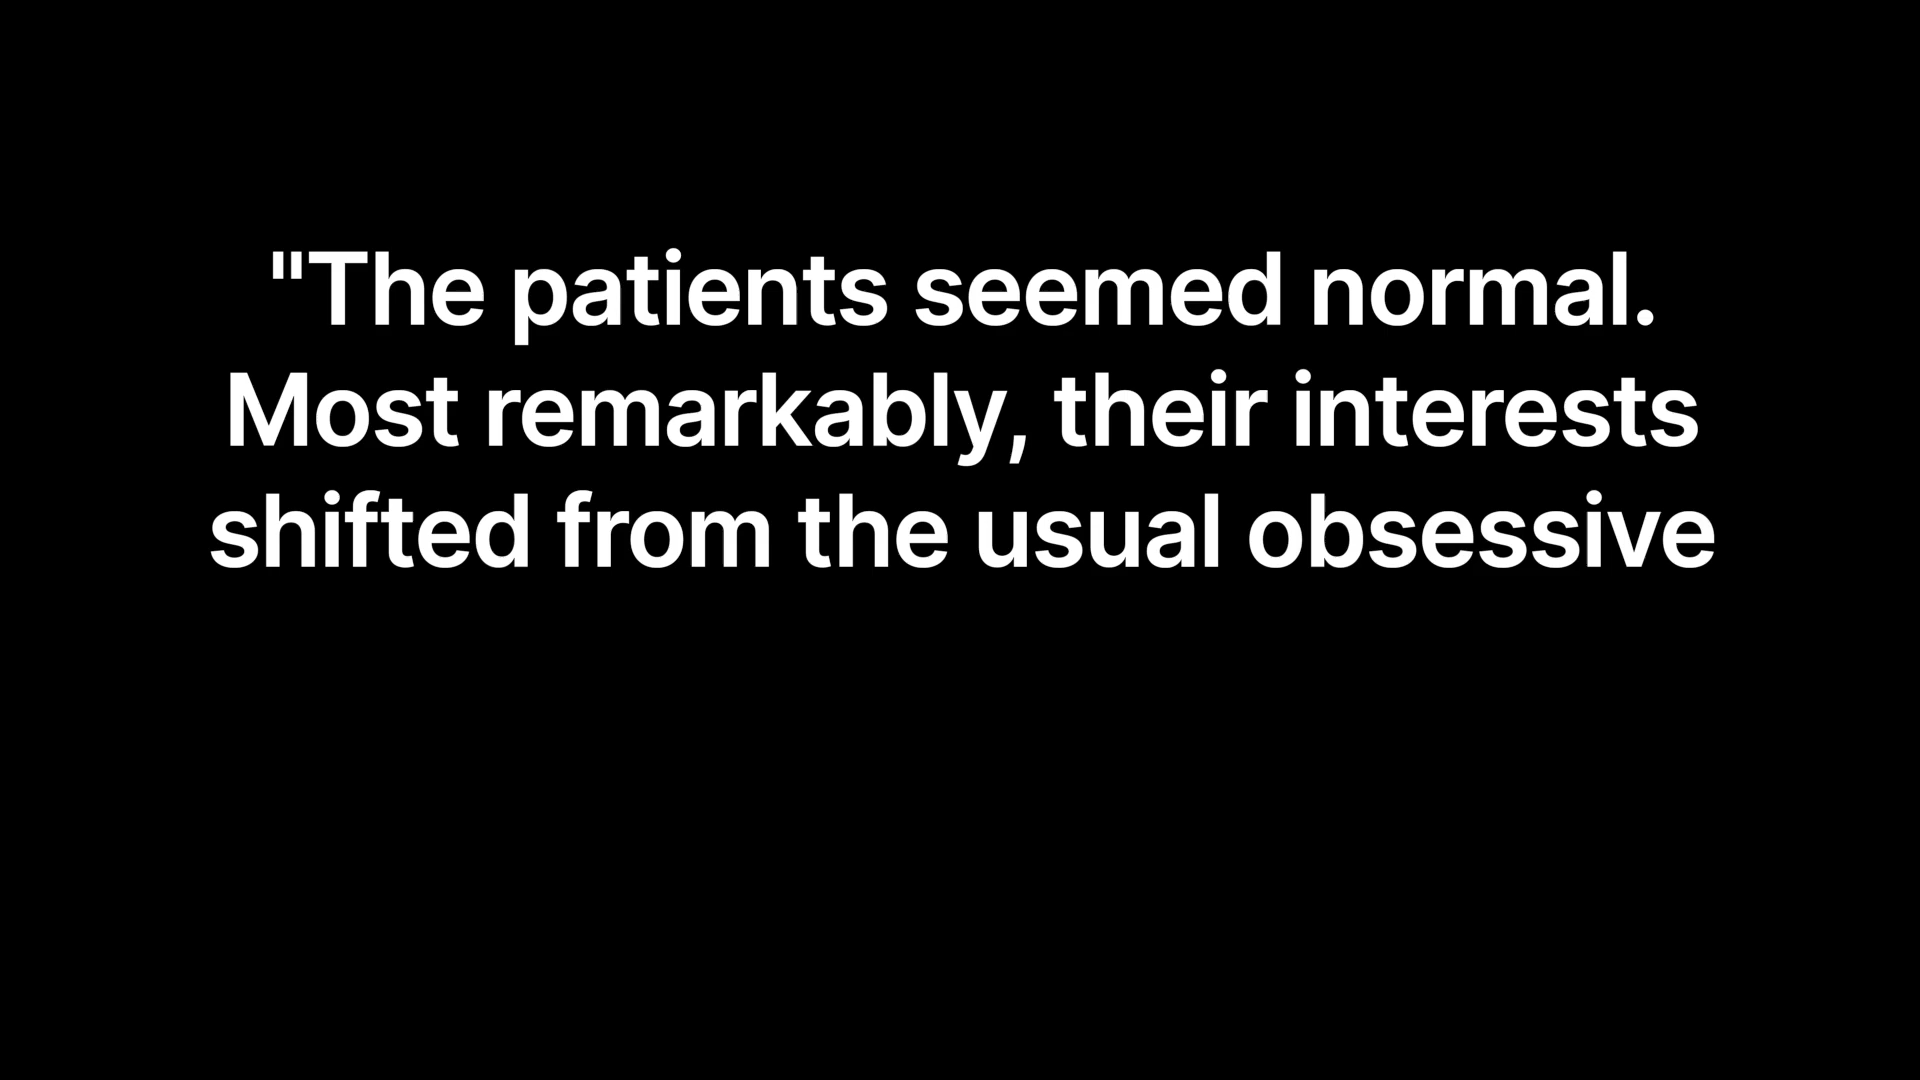 "The patients seemed normal.
Most remarkably, their interests
shifted from the usual obsessive